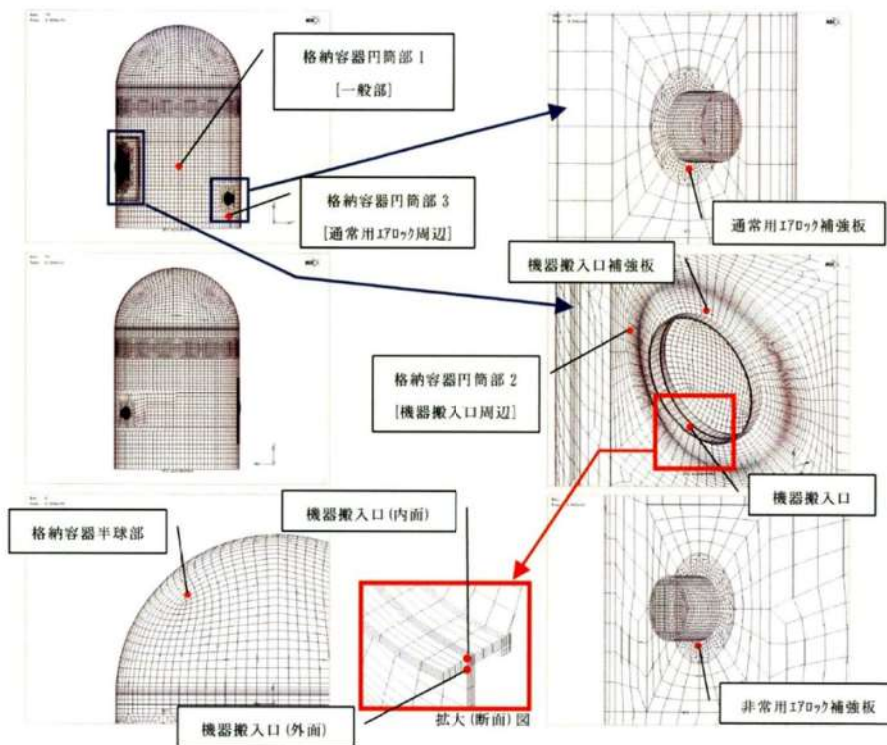 格納容器円筒部1
[一般部]
格納容器円筒部3
[通常用エアロック周辺]
通常用エアロック補強板
機器搬入口補強板
格納容器円筒部2
[機器搬入口周辺]
機器搬入口
機器搬入口(内面)
格納容器半球部
機器搬入口(外面)
拡大(断面)図
非常用エアロック補強板